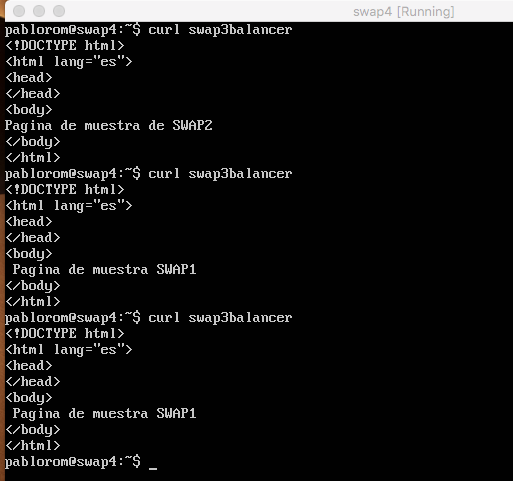 swap4 [Running]
pablorom@swap4:~$ curl swap3balancer
<!DOCTYPE html>
<html lang="es">
<head>
</head>
<body>
Pagina de muestra de SWAP2
</body>
</html>
pablorom@swap4:~$ curl swap3balancer
<!DOCTYPE html>
<html lang="es">
<head>
</head>
<body>
 Pagina de muestra SWAP1
</body>
</html>
pablorom@swap4:~$ curl swap3balancer
<!DOCTYPE html>
<html lang="es">
<head>
</head>
<body>
 Pagina de muestra SWAP1
</body>
</html>
pablorom@swap4:~$ _